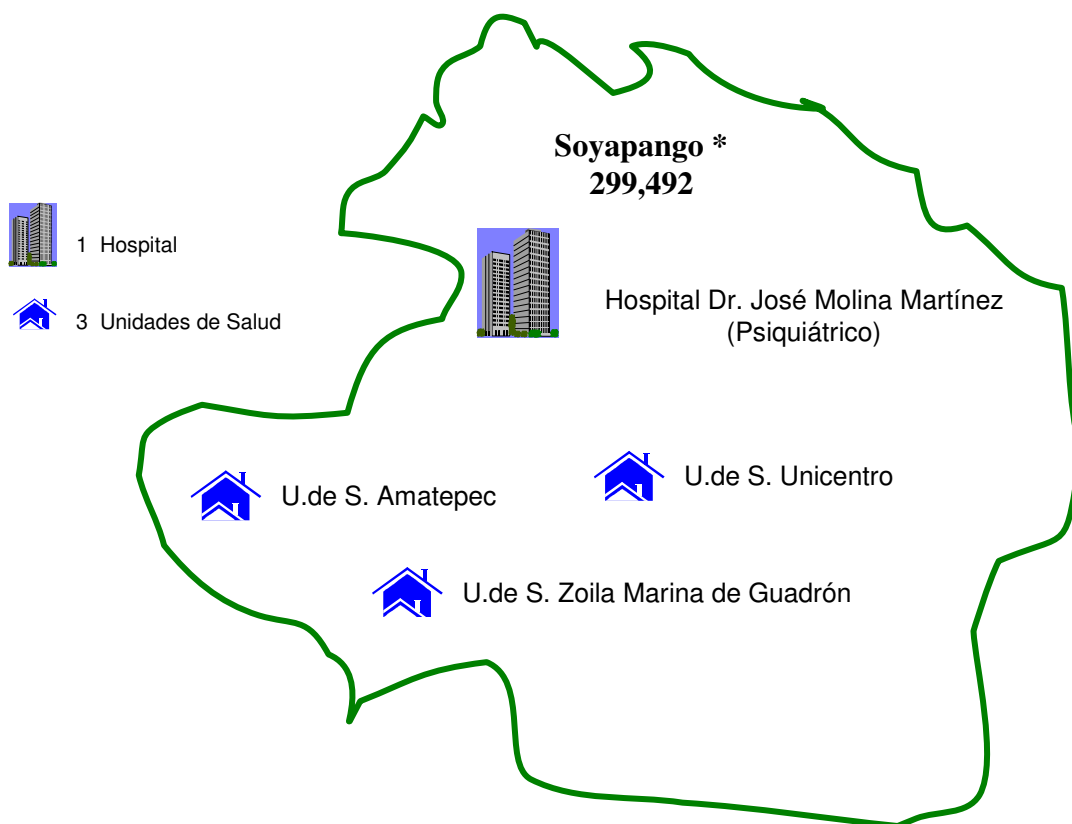 Soyapango *
299,492
1 Hospital
3 Unidades de Salud
Hospital Dr. José Molina Martínez
(Psiquiátrico)
U.de S. Amatepec
U.de S. Unicentro
U.de S. Zoila Marina de Guadrón